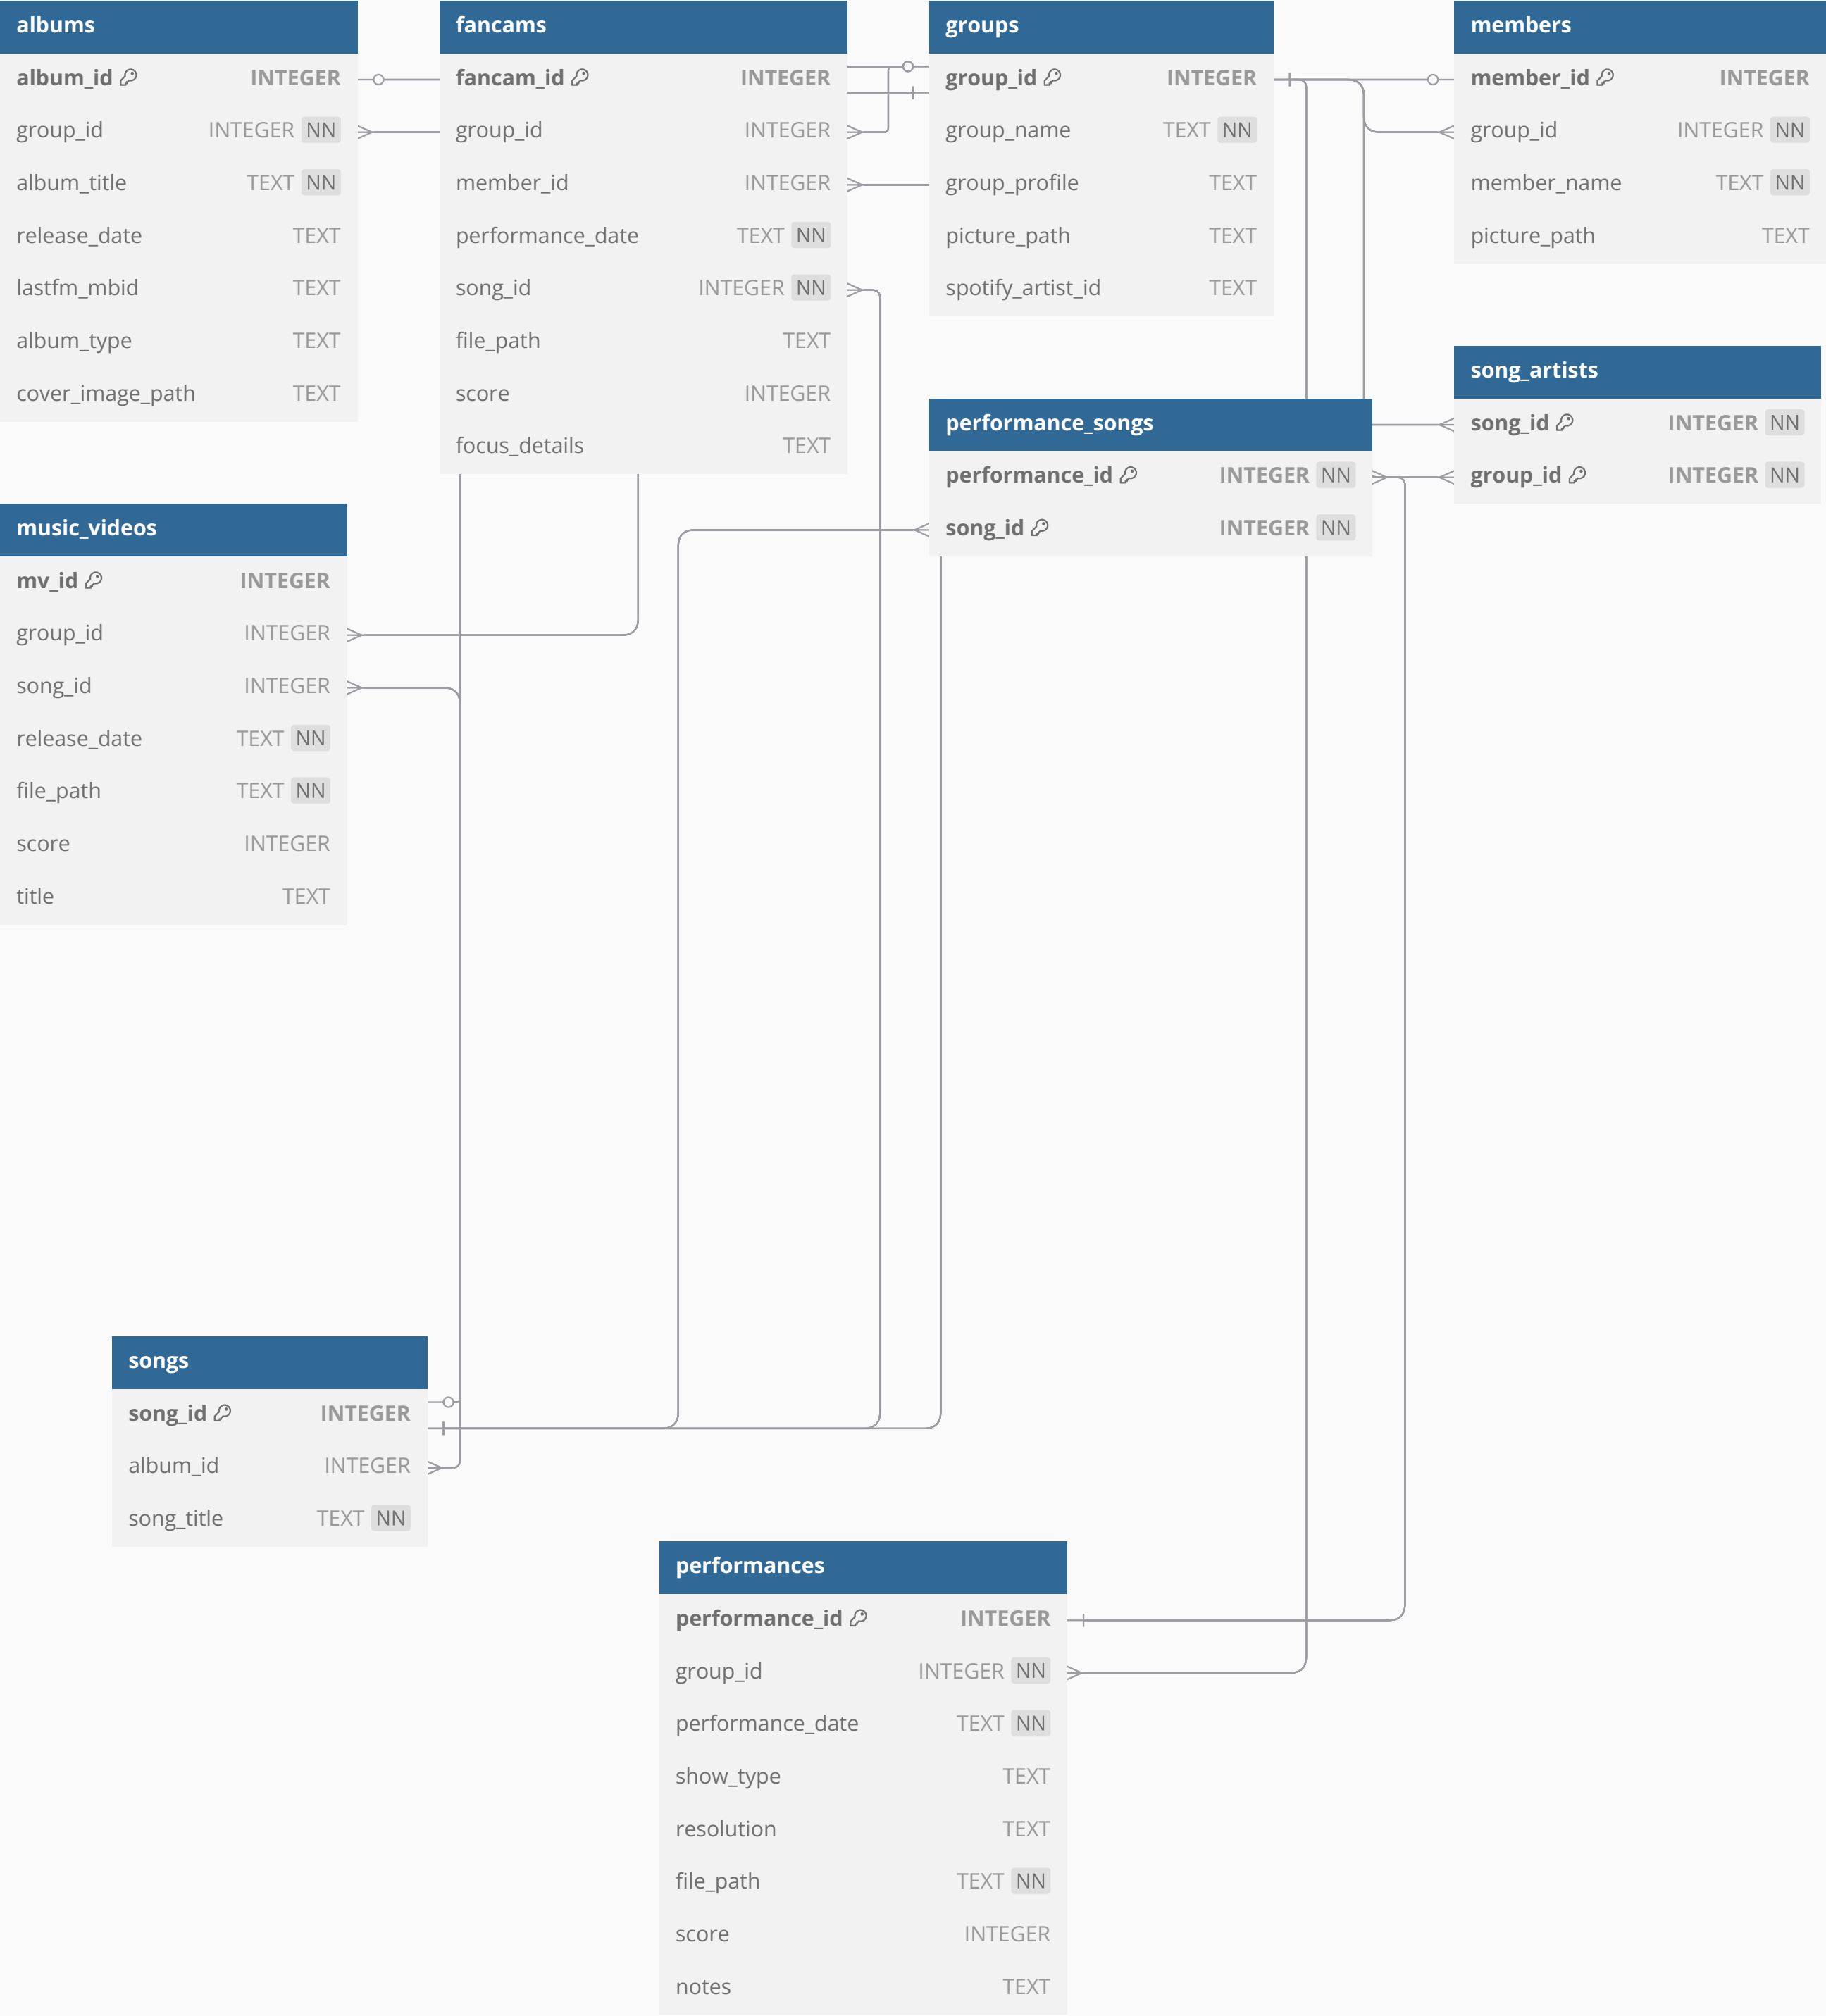 albums
album_id INTEGER
group_id INTEGER NN
album_title TEXT NN
release_date TEXT
lastfm_mbid TEXT
album_type TEXT
cover_image_path TEXT
fancams
fancam_id INTEGER
group_id INTEGER
member_id INTEGER
performance_date TEXT NN
song_id INTEGER NN
file_path TEXT
score INTEGER
focus_details TEXT
groups
group_id INTEGER
group_name TEXT NN
group_profile TEXT
picture_path TEXT
spotify_artist_id TEXT
members
member_id INTEGER
group_id INTEGER NN
member_name TEXT NN
picture_path TEXT
song_artists
song_id INTEGER NN
group_id INTEGER NN
performance_songs
performance_id INTEGER NN
song_id INTEGER NN
music_videos
mv_id INTEGER
group_id INTEGER
song_id INTEGER
release_date TEXT NN
file_path TEXT NN
score INTEGER
title TEXT
songs
song_id INTEGER
album_id INTEGER
song_title TEXT NN
performances
performance_id INTEGER
group_id INTEGER NN
performance_date TEXT NN
show_type TEXT
resolution TEXT
file_path TEXT NN
score INTEGER
notes TEXT